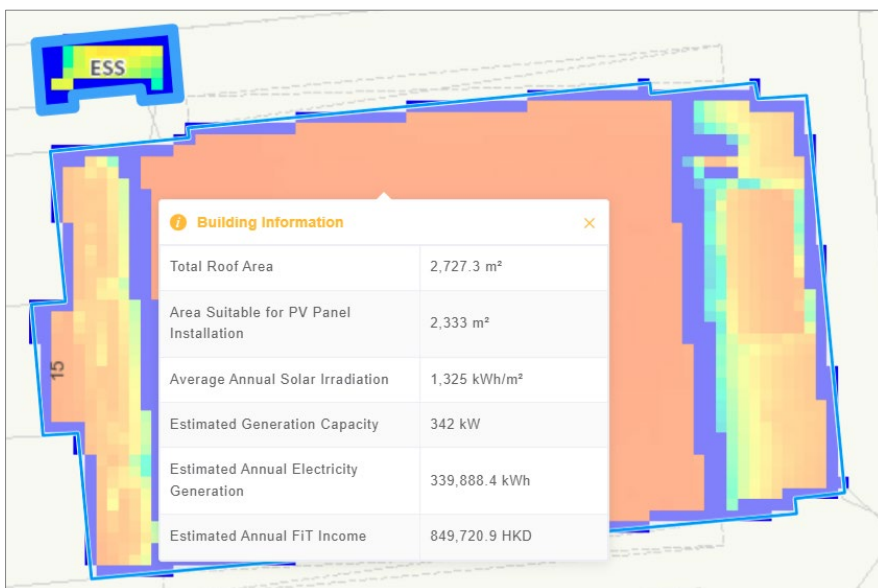 ESS
Building Information
Total Roof Area 2,727.3 m²
Area Suitable for PV Panel
Installation 2,333 m²
Average Annual Solar Irradiation 1,325 kWh/m²
Estimated Generation Capacity 342 kW
Estimated Annual Electricity
Generation 339,888.4 kWh
Estimated Annual FiT Income 849,720.9 HKD
15